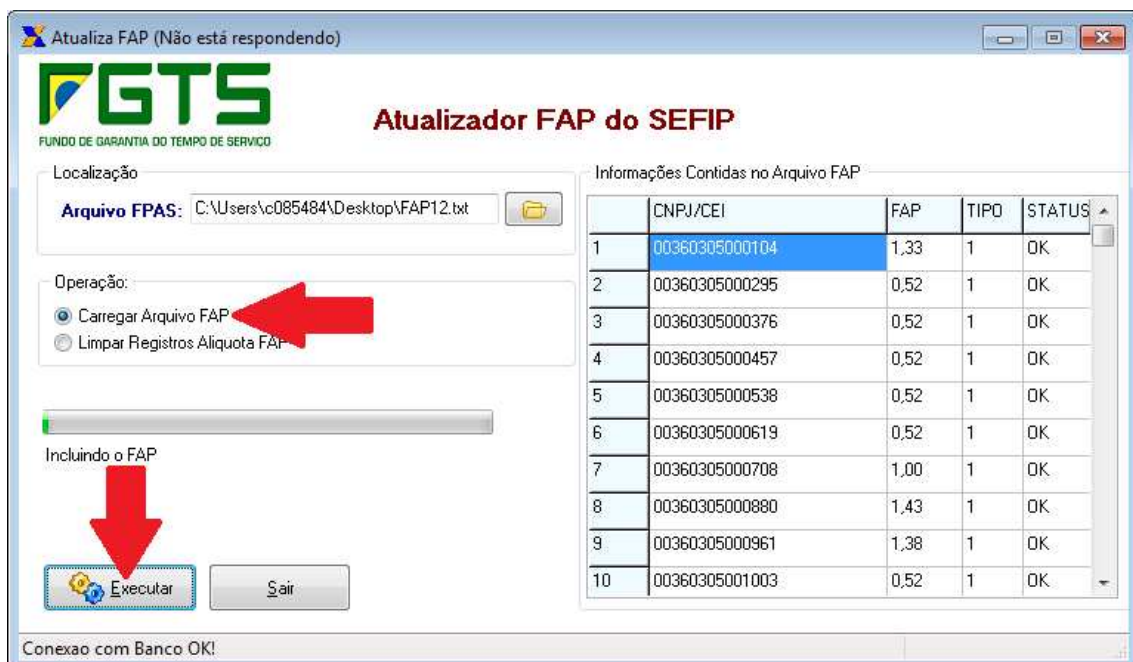 Atualiza FAP (Não está respondendo)
FGTS
FUNDO DE GARANTIA DO TEMPO DE SERVIÇO
Atualizador FAP do SEFIP
Localização
Arquivo FPAS: C:\Users\c085484\Desktop\FAP12.txt
Operação:
Carregar Arquivo FAP
Limpar Registros Aliquota FAP
Incluindo o FAP
Executar Sair
Informações Contidas no Arquivo FAP
CNPJ/CEI FAP TIPO STATUS
1 00360305000104 1,33 1 OK
2 00360305000295 0,52 1 OK
3 00360305000376 0,52 1 OK
4 00360305000457 0,52 1 OK
5 00360305000538 0,52 1 OK
6 00360305000619 0,52 1 OK
7 00360305000708 1,00 1 OK
8 00360305000880 1,43 1 OK
9 00360305000961 1,38 1 OK
10 00360305001003 0,52 1 OK
Conexao com Banco OK!